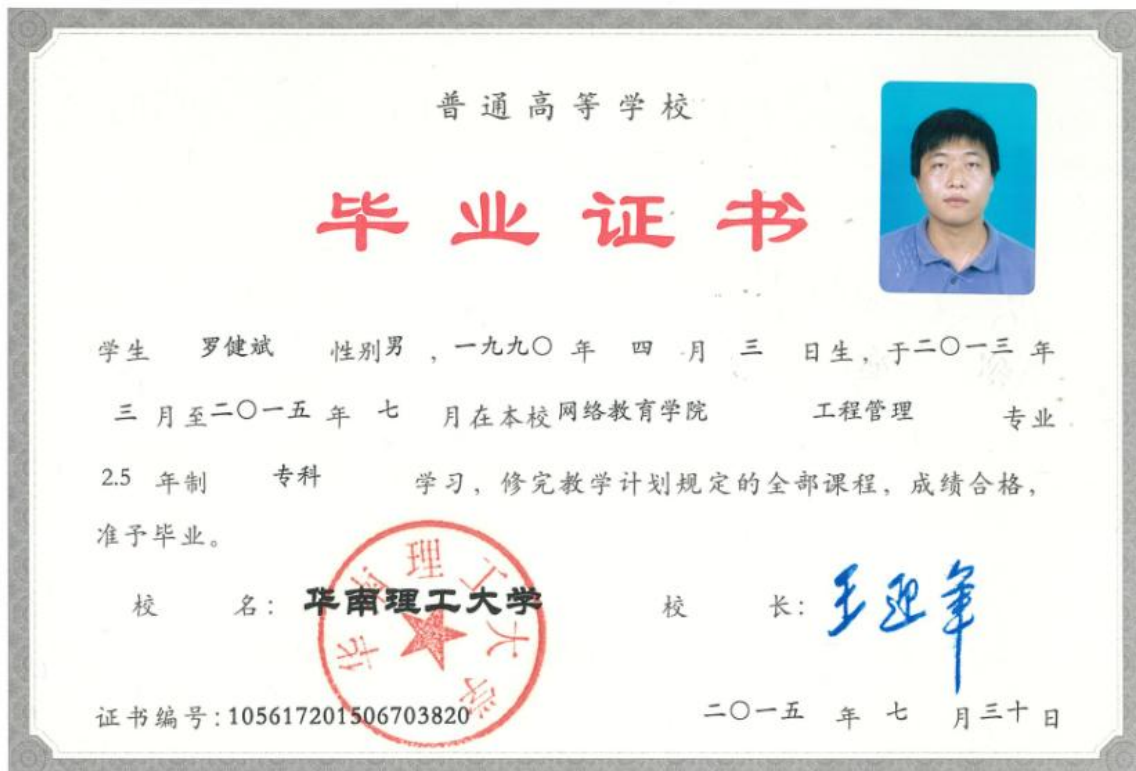 普通高等学校
毕业证书
学生 罗健斌 性别男，一九九〇年 四 月 三 日生，于二〇一三年
三 月至二〇一五 年 七 月在本校网络教育学院 工程管理 专业
2.5 年制 专科 学习，修完教学计划规定的全部课程，成绩合格，
准予毕业。
校 名：华南理工大学 校 长：王迎军
华南理工大学
证书编号：105617201506703820 二〇一五 年 七 月三十日